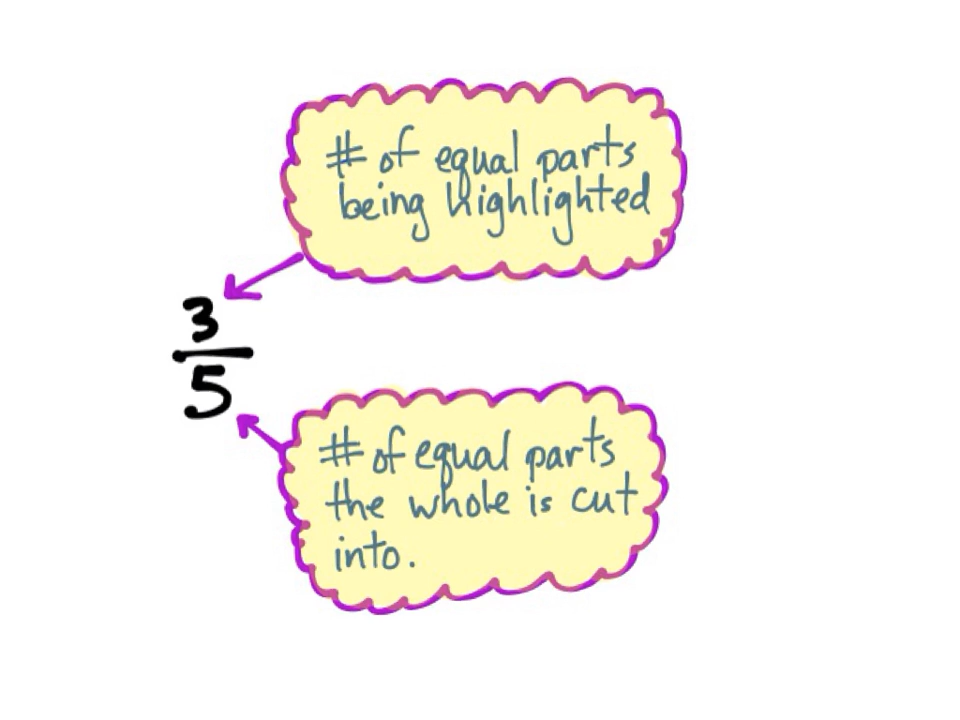 # of equal parts
being highlighted
3
5
# of equal parts
the whole is cut
into.